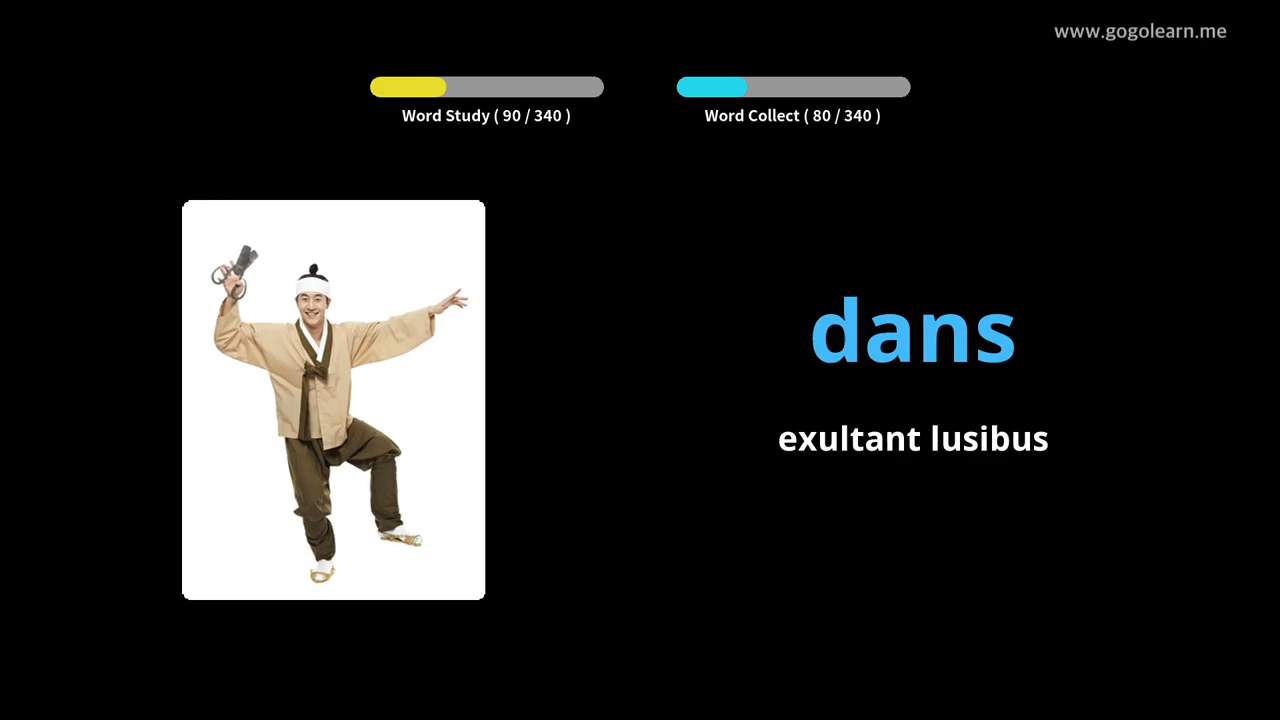 www.gogolearn.me
Word Study ( 90 / 340 )
Word Collect ( 80 / 340 )
dans
exultant lusibus